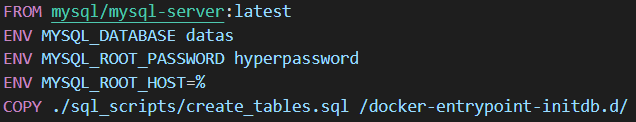 FROM mysql/mysql-server:latest
ENV MYSQL_DATABASE datas
ENV MYSQL_ROOT_PASSWORD hyperpassword
ENV MYSQL_ROOT_HOST=%
COPY ./sql_scripts/create_tables.sql /docker-entrypoint-initdb.d/